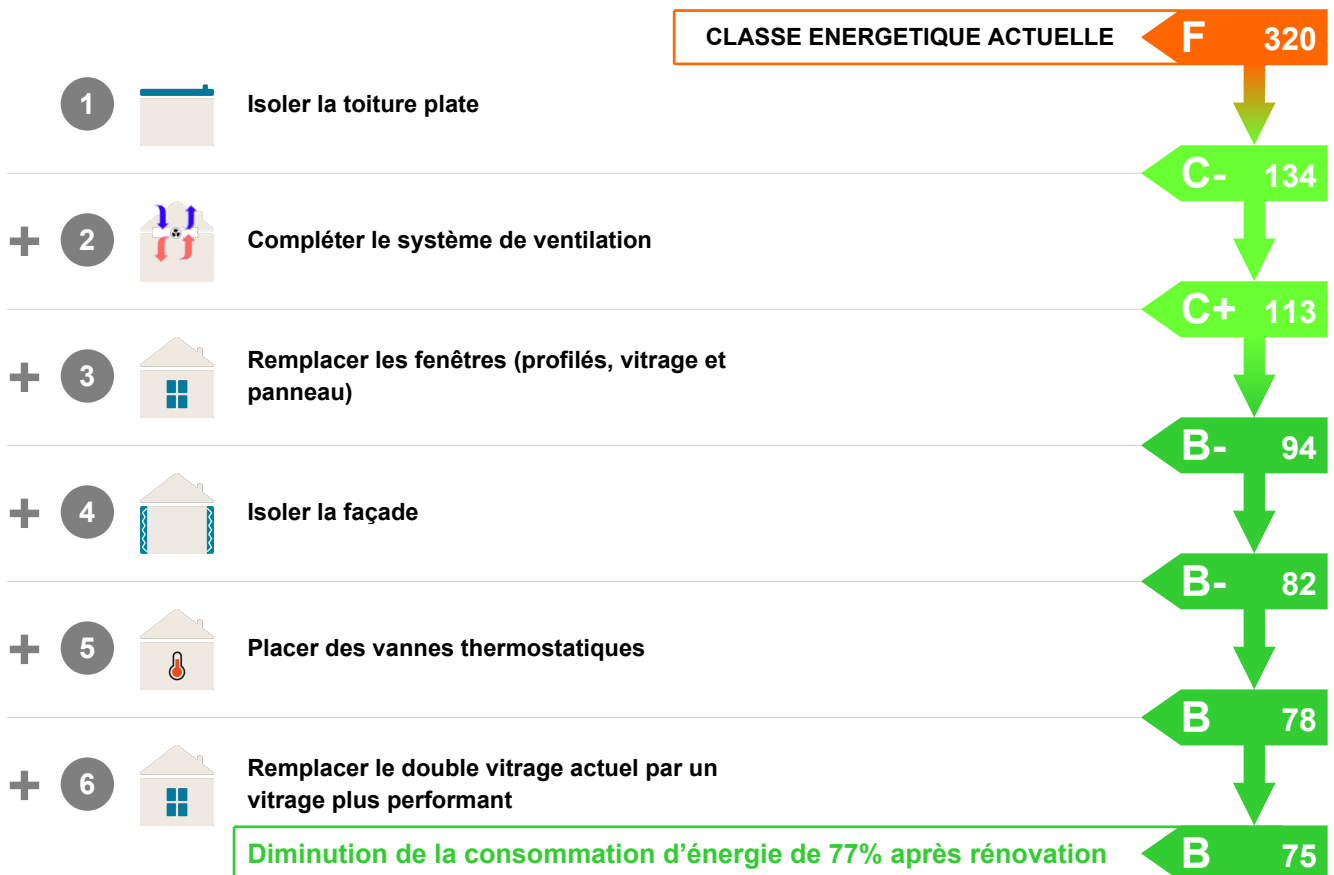 CLASSE ENERGETIQUE ACTUELLE F 320
1 Isoler la toiture plate
C- 134
+ 2 Compléter le système de ventilation
C+ 113
+ 3 Remplacer les fenêtres (profilés, vitrage et
panneau)
B- 94
+ 4 Isoler la façade
B- 82
+ 5 Placer des vannes thermostatiques
B 78
+ 6 Remplacer le double vitrage actuel par un
vitrage plus performant
Diminution de la consommation d’énergie de 77% après rénovation B 75